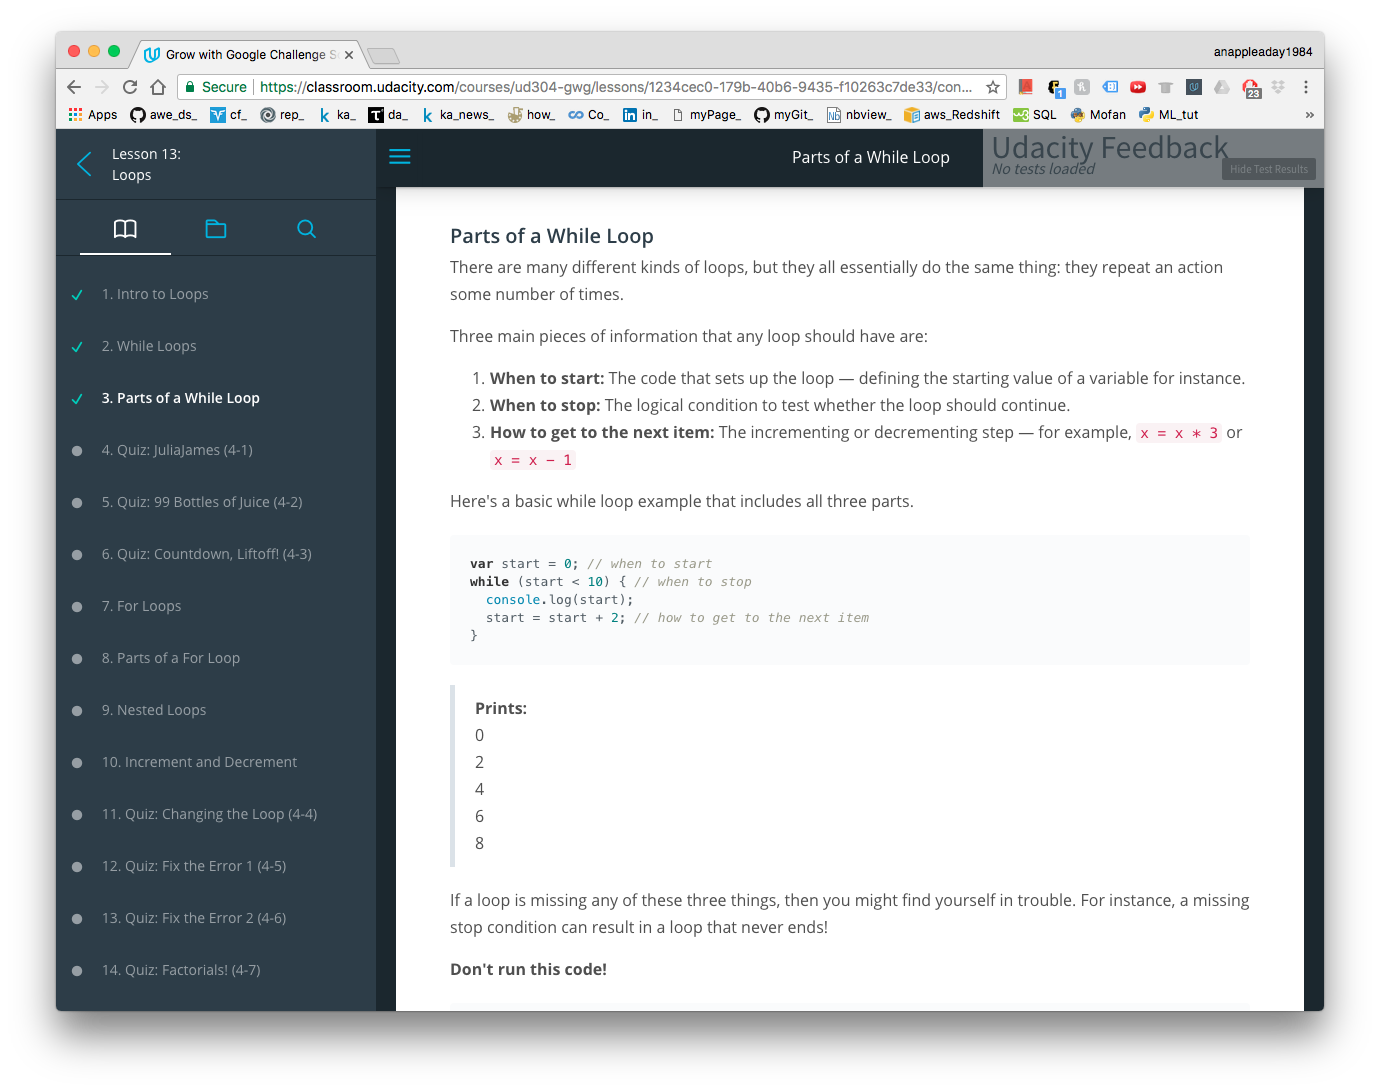 Grow with Google Challenge S
anappleaday1984
Secure
https://classroom.udacity.com/courses/ud304-gwg/lessons/1234cec0-179b-40b6-9435-f10263c7de33/con...
1
23
Apps
awe_ds_
cf_
rep_
ka_
da_
ka_news_
how_
Co_
in_
myPage_
myGit_
nbview_
aws_Redshift
SQL
Mofan
ML_tut
»
Lesson 13:
Loops
Parts of a While Loop
Udacity Feedback
No tests loaded
Hide Test Results
1. Intro to Loops
2. While Loops
3. Parts of a While Loop
4. Quiz: JuliaJames (4-1)
5. Quiz: 99 Bottles of Juice (4-2)
6. Quiz: Countdown, Liftoff! (4-3)
7. For Loops
8. Parts of a For Loop
9. Nested Loops
10. Increment and Decrement
11. Quiz: Changing the Loop (4-4)
12. Quiz: Fix the Error 1 (4-5)
13. Quiz: Fix the Error 2 (4-6)
14. Quiz: Factorials! (4-7)
Parts of a While Loop
There are many different kinds of loops, but they all essentially do the same thing: they repeat an action
some number of times.
Three main pieces of information that any loop should have are:
1. When to start: The code that sets up the loop — defining the starting value of a variable for instance.
2. When to stop: The logical condition to test whether the loop should continue.
3. How to get to the next item: The incrementing or decrementing step — for example, x = x * 3 or
x = x - 1
Here's a basic while loop example that includes all three parts.
var start = 0; // when to start
while (start < 10) { // when to stop
  console.log(start);
  start = start + 2; // how to get to the next item
}
Prints:
0
2
4
6
8
If a loop is missing any of these three things, then you might find yourself in trouble. For instance, a missing
stop condition can result in a loop that never ends!
Don't run this code!